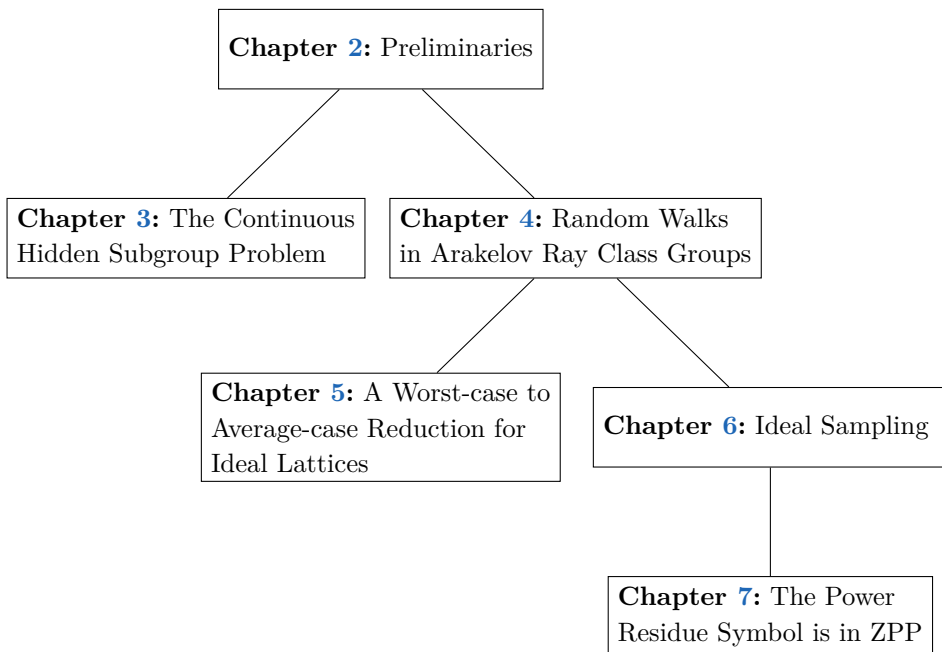 Chapter 2: Preliminaries
Chapter 3: The Continuous
Hidden Subgroup Problem
Chapter 4: Random Walks
in Arakelov Ray Class Groups
Chapter 5: A Worst-case to
Average-case Reduction for
Ideal Lattices
Chapter 6: Ideal Sampling
Chapter 7: The Power
Residue Symbol is in ZPP